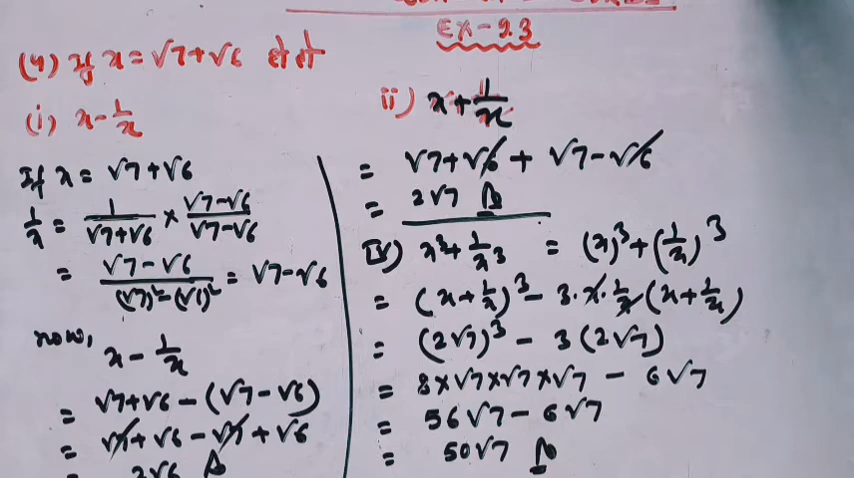 EX-9.3
(4) If x = √7+√6 हो तो
(i) x - 1/x
If x = √7+√6
1/x = 1/(√7+√6) × (√7-√6)/(√7-√6)
= (√7-√6)/((√7)²-(√6)²) = √7-√6
now,
x - 1/x
= √7+√6 - (√7-√6)
= √7+√6-√7+√6
= 2√6
ii) x + 1/x
= √7+√6 + √7-√6
= 2√7
IV) x³+1/x³ = (x)³+(1/x)³
= (x+1/x)³ - 3.x.1/x(x+1/x)
= (2√7)³ - 3(2√7)
= 8×√7×√7×√7 - 6√7
= 56√7 - 6√7
= 50√7